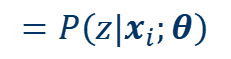 = P(z|xᵢ; θ)